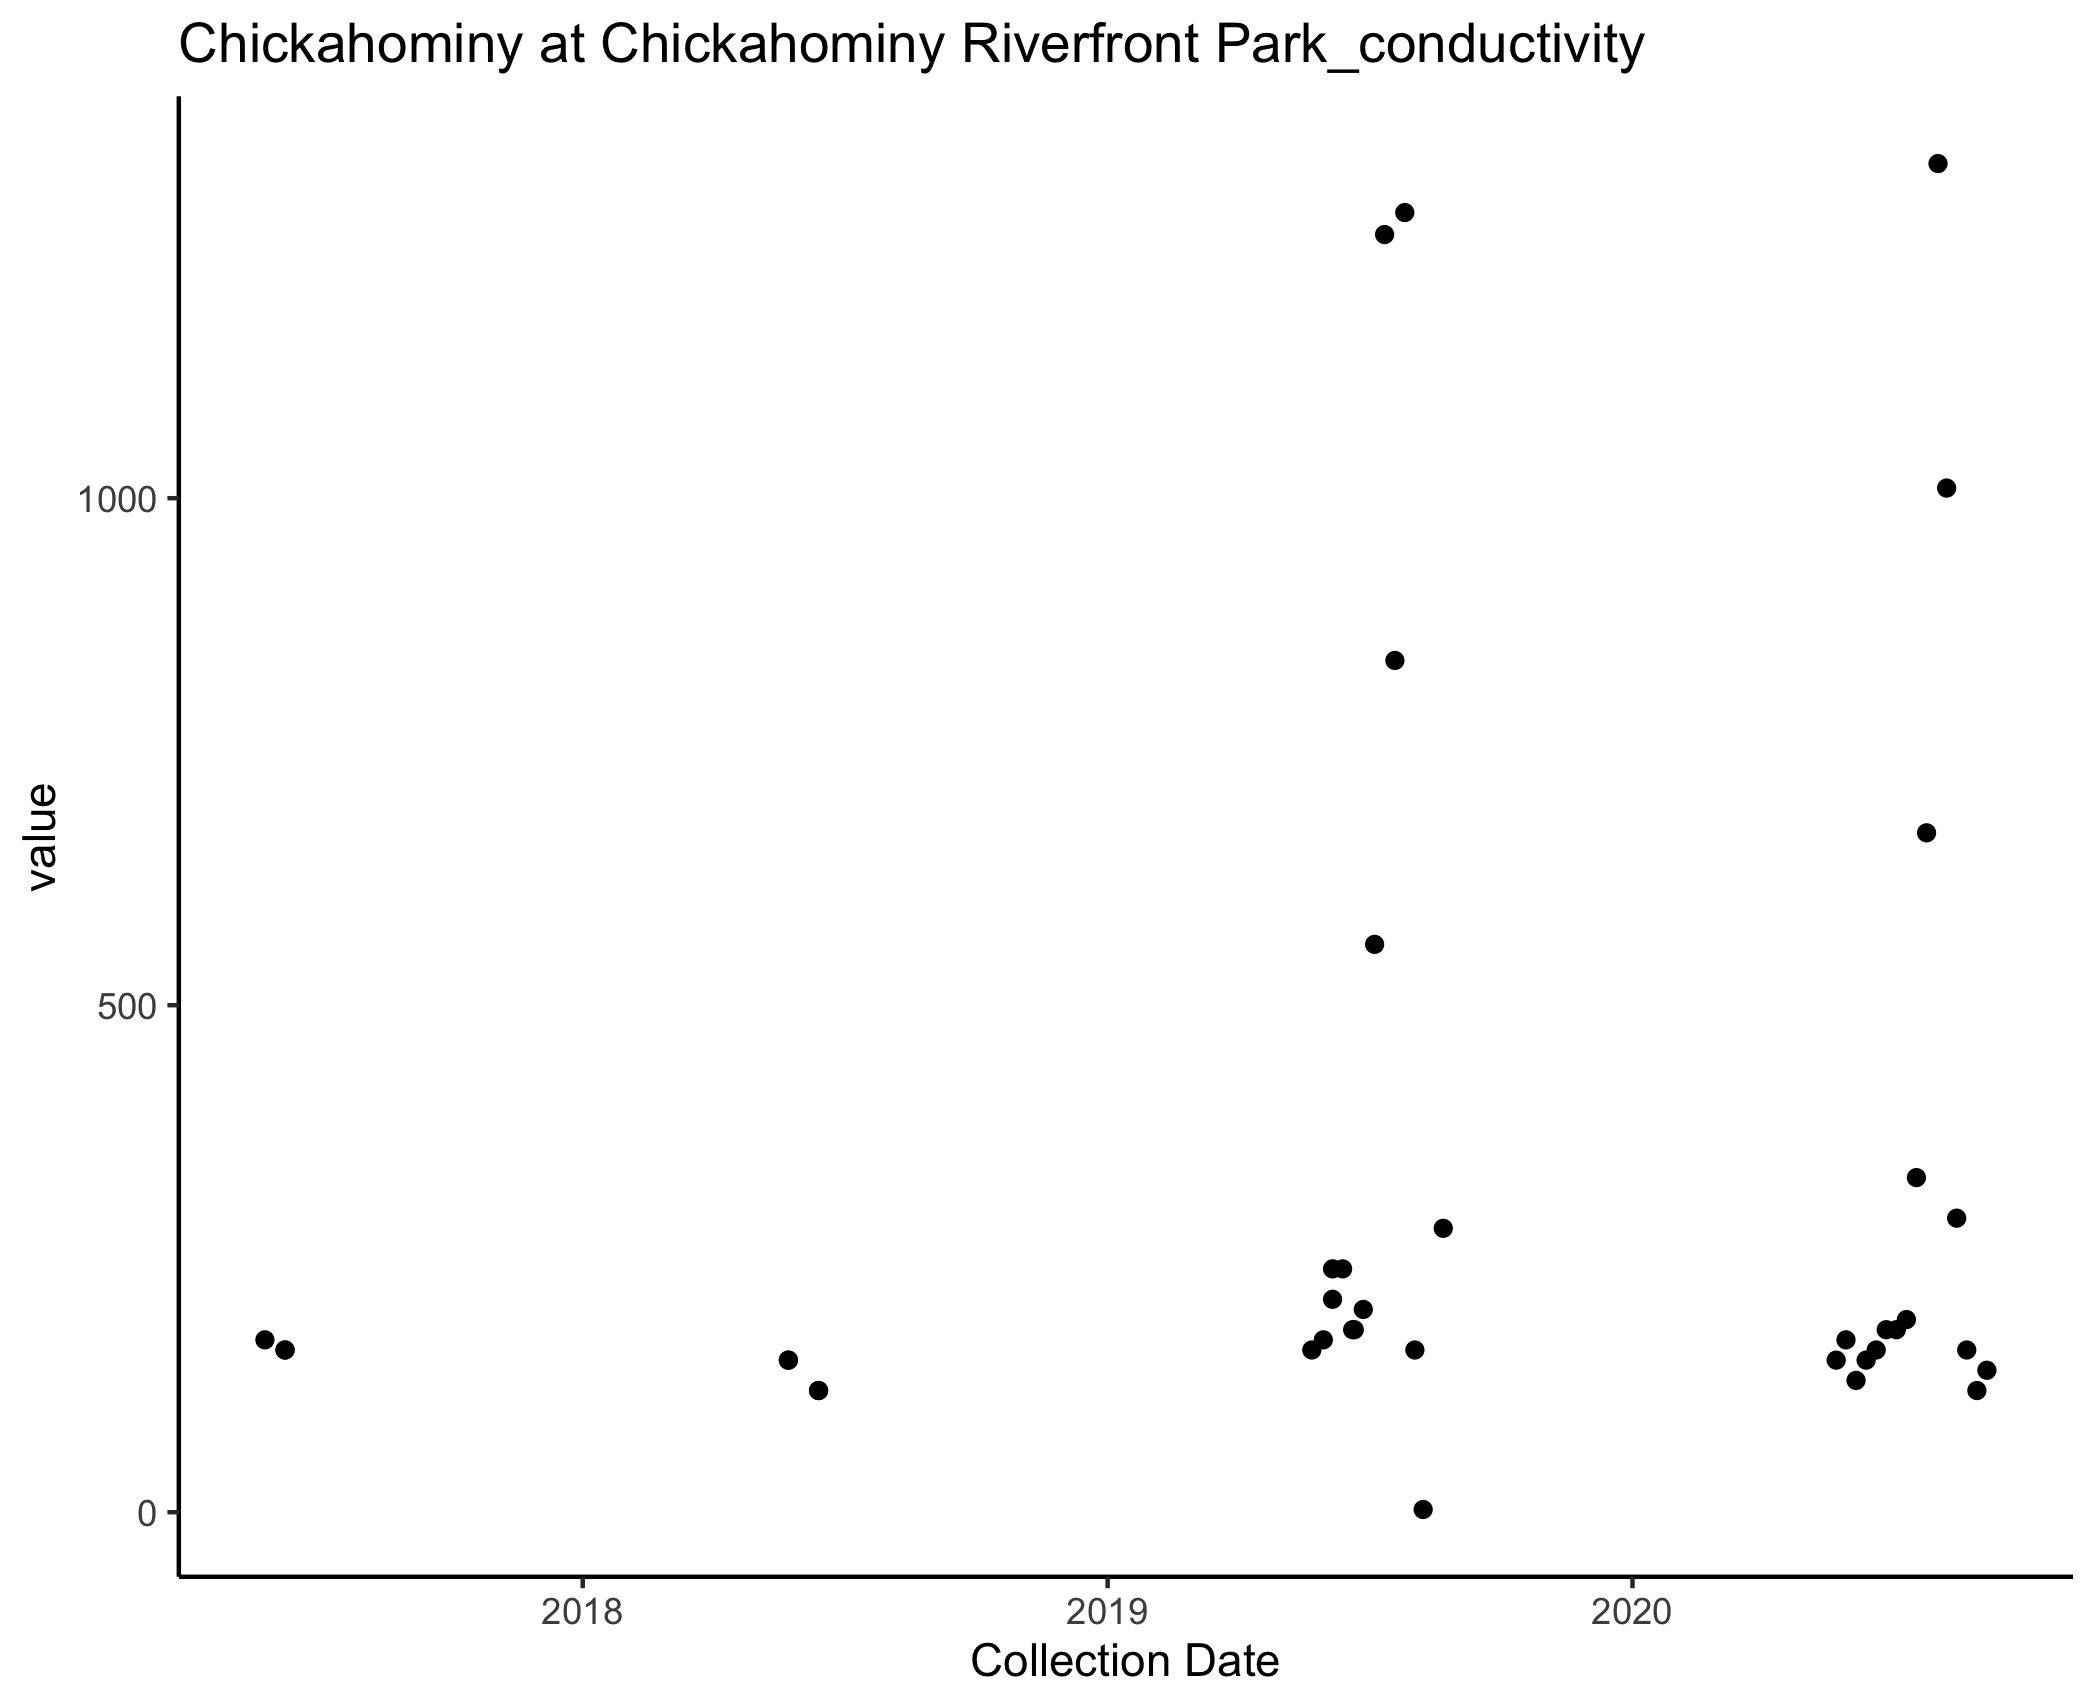 Chickahominy at Chickahominy Riverfront Park_conductivity
value
1000
500
0
2018 2019 2020
Collection Date